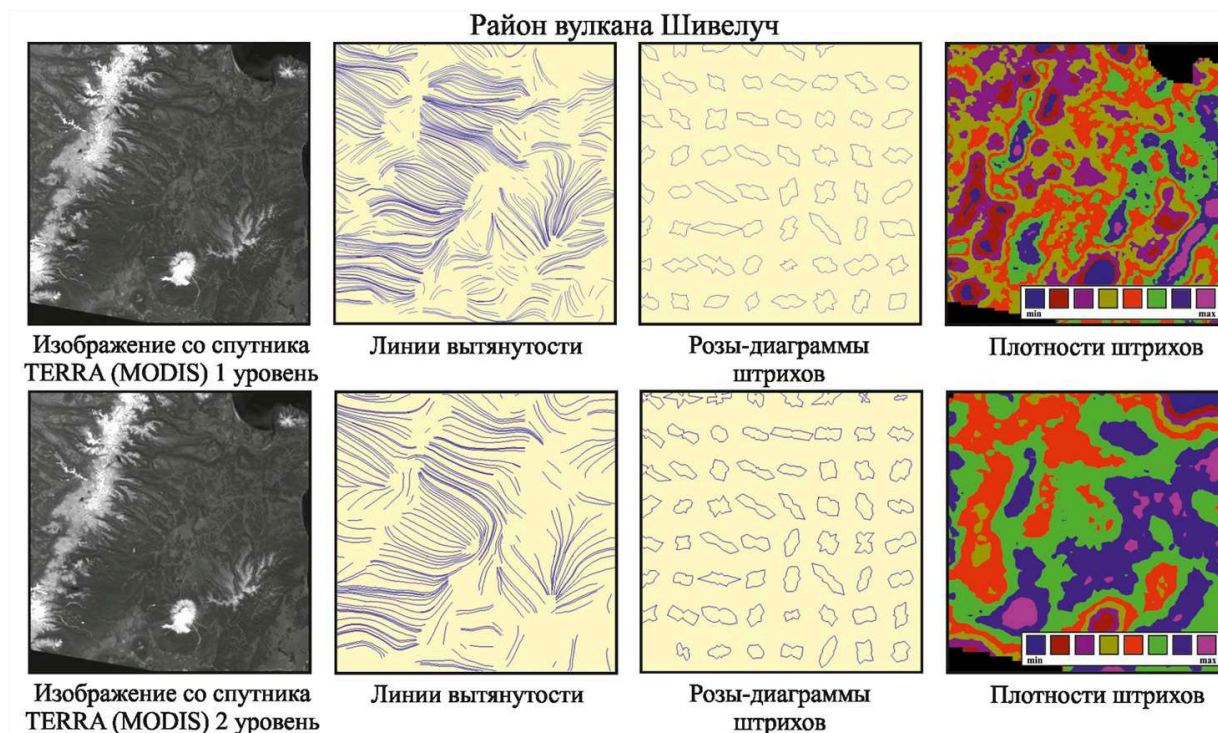 Район вулкана Шивелуч
min
max
Изображение со спутника
TERRA (MODIS) 1 уровень
Линии вытянутости
Розы-диаграммы
штрихов
Плотности штрихов
min
max
Изображение со спутника
TERRA (MODIS) 2 уровень
Линии вытянутости
Розы-диаграммы
штрихов
Плотности штрихов